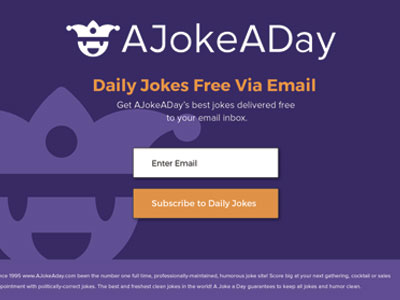 AJokeADay
Daily Jokes Free Via Email
Get AJokeADay's best jokes delivered free
to your email inbox.
Enter Email
Subscribe to Daily Jokes
nce 1995 www.AJokeAday.com been the number one full time, professionally-maintained, humorous joke site! Score big at your next gathering, cocktail or sales
ppointment with politically-correct jokes. The best and freshest clean jokes in the world! A Joke a Day guarantees to keep all jokes and humor clean.